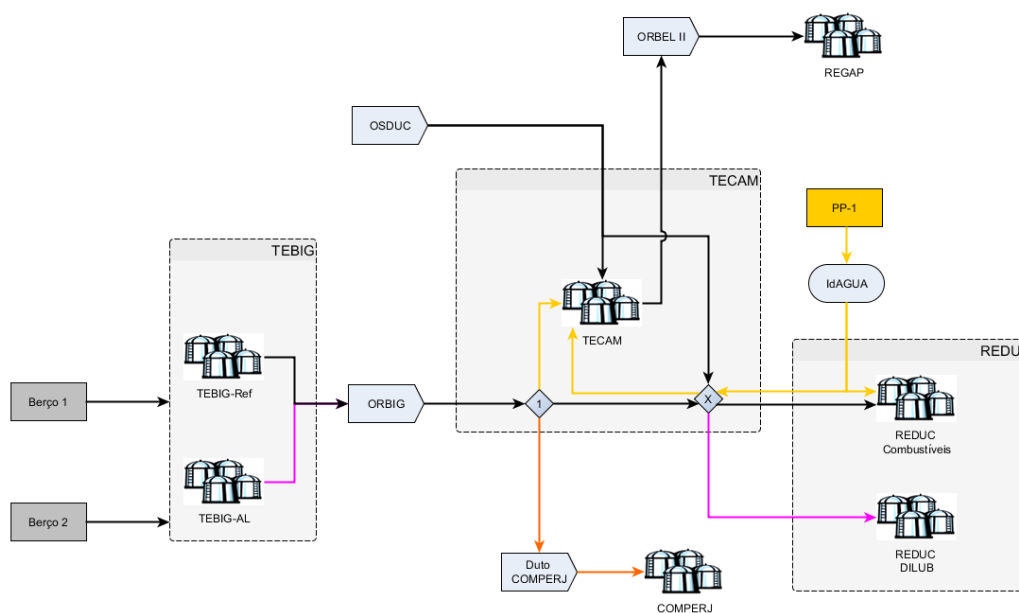 ORBEL II
REGAP
OSDUC
TECAM
PP-1
TEBIG
IdAGUA
TECAM
REDU
TEBIG-Ref
Berço 1
ORBIG
1
X
REDUC
Combustíveis
TEBIG-AL
Berço 2
REDUC
DILUB
Duto
COMPERJ
COMPERJ